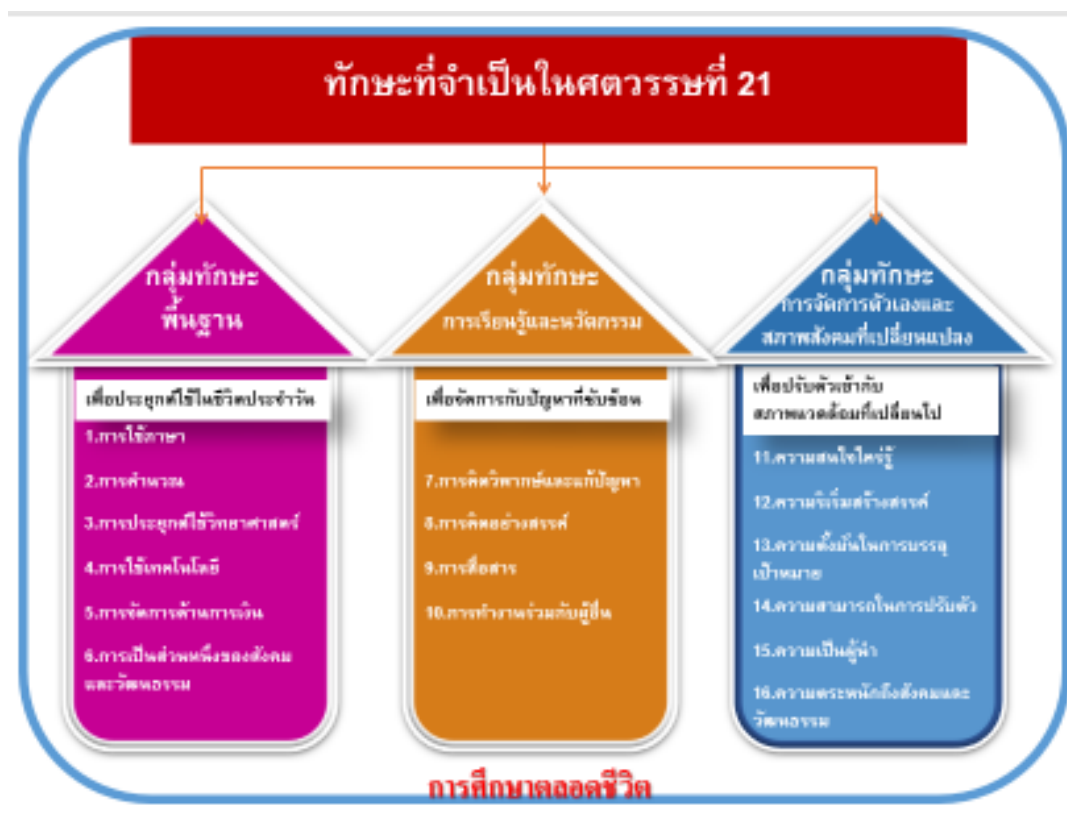 ทักษะที่จำเป็นในศตวรรษที่ 21
กลุ่มทักษะ
พื้นฐาน
เพื่อประยุกต์ใช้ในชีวิตประจำวัน
1.การใช้ภาษา
2.การคำนวณ
3.การประยุกต์ใช้วิทยาศาสตร์
4.การใช้เทคโนโลยี
5.การจัดการด้านการเงิน
6.การเป็นส่วนหนึ่งของสังคม
และวัฒนธรรม
กลุ่มทักษะ
การเรียนรู้และนวัตกรรม
เพื่อจัดการกับปัญหาที่ซับซ้อน
7.การคิดวิพากษ์และแก้ปัญหา
8.การคิดอย่างสรรค์
9.การสื่อสาร
10.การทำงานร่วมกับผู้อื่น
กลุ่มทักษะ
การจัดการตัวเองและ
สภาพสังคมที่เปลี่ยนแปลง
เพื่อปรับตัวเข้ากับ
สภาพแวดล้อมที่เปลี่ยนไป
11.ความสนใจใคร่รู้
12.ความริเริ่มสร้างสรรค์
13.ความตั้งมั่นในการบรรลุ
เป้าหมาย
14.ความสามารถในการปรับตัว
15.ความเป็นผู้นำ
16.ความตระหนักถึงสังคมและ
วัฒนธรรม
การศึกษาตลอดชีวิต